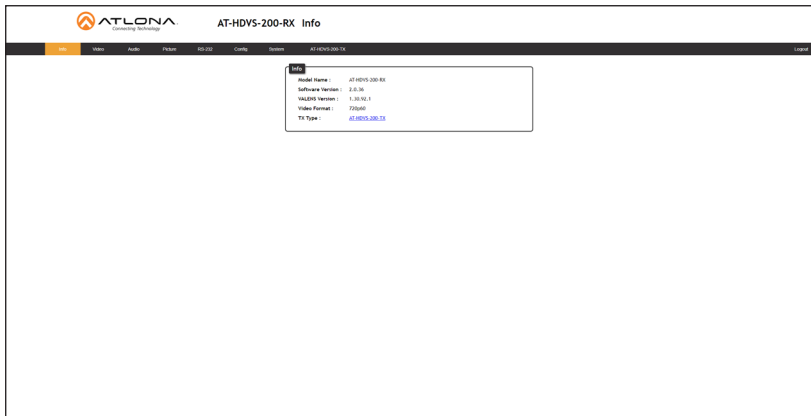 ATLONA
Connecting Technology
AT-HDVS-200-RX Info
Info Video Audio Picture RS-232 Config System AT-HDVS-200-TX Logout
Info
Model Name : AT-HDVS-200-RX
Software Version : 2.0.36
VALENS Version : 1.30.92.1
Video Format : 720p60
TX Type : AT-HDVS-200-TX